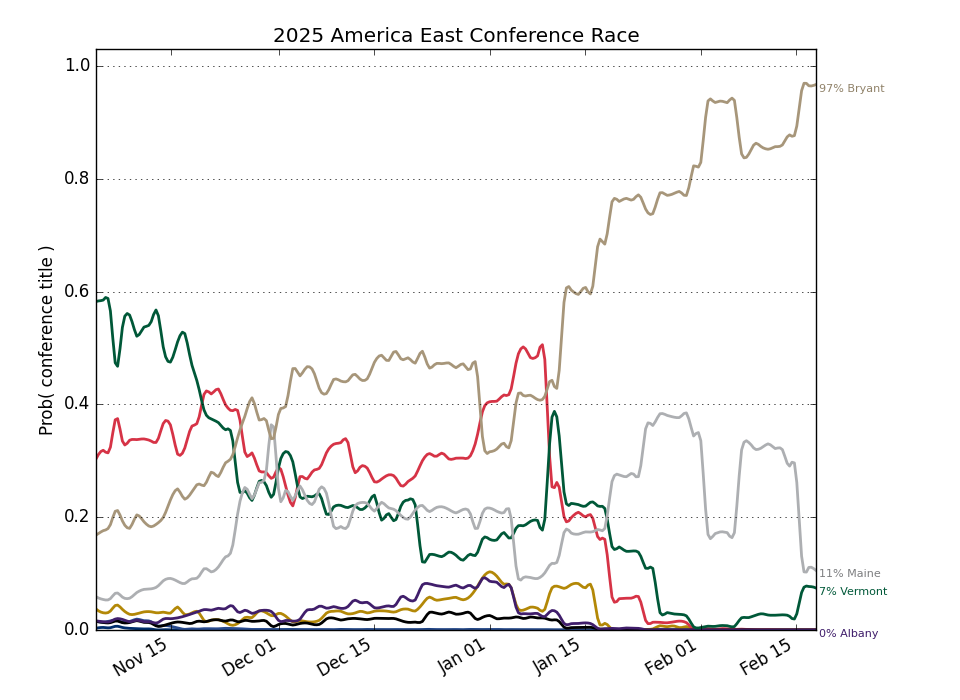 2025 America East Conference Race
Prob( conference title )
1.0
0.8
0.6
0.4
0.2
0.0
97% Bryant
11% Maine
7% Vermont
0% Albany
Nov 15
Dec 01
Dec 15
Jan 01
Jan 15
Feb 01
Feb 15